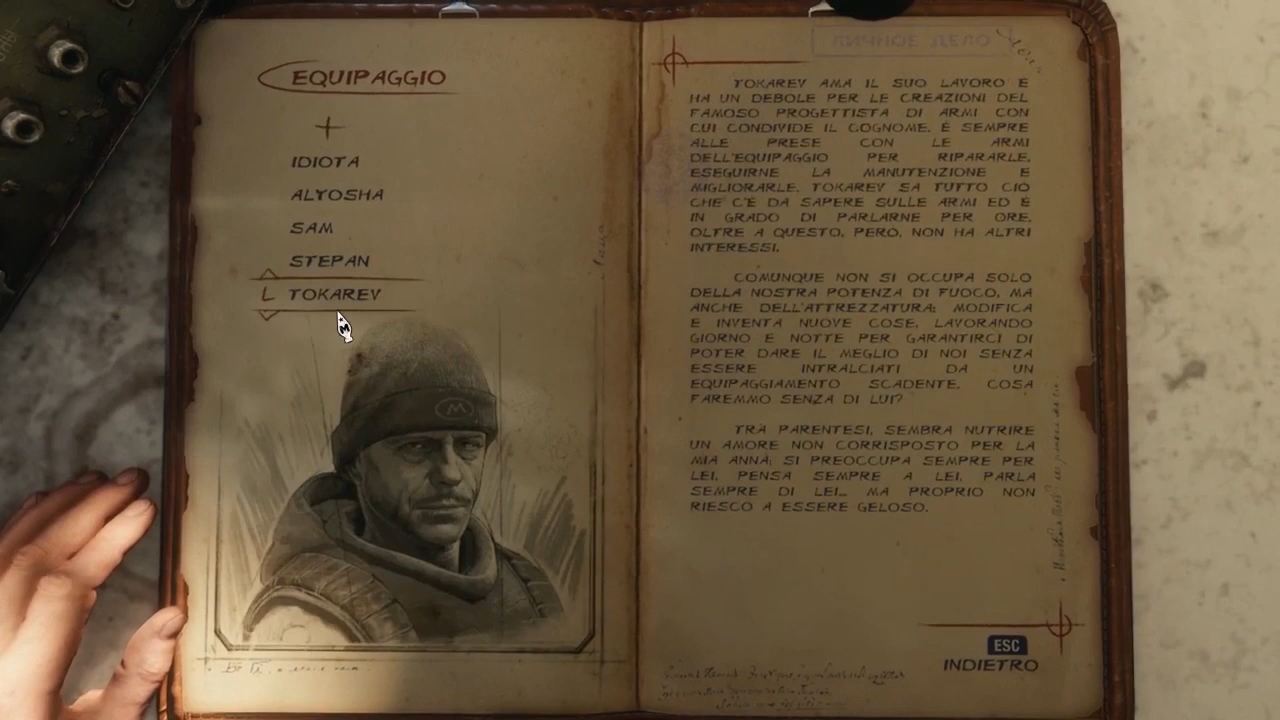 EQUIPAGGIO
IDIOTA
ALYOSHA
SAM
STEPAN
L TOKAREV
M
ЛИЧНОЕ ДЕЛО
TOKAREV AMA IL SUO LAVORO E
HA UN DEBOLE PER LE CREAZIONI DEL
FAMOSO PROGETTISTA DI ARMI CON
CUI CONDIVIDE IL COGNOME. È SEMPRE
ALLE PRESE CON LE ARMI
DELL'EQUIPAGGIO PER RIPARARLE,
ESEGUIRNE LA MANUTENZIONE E
MIGLIORARLE. TOKAREV SA TUTTO CIÒ
CHE C'È DA SAPERE SULLE ARMI ED È
IN GRADO DI PARLARNE PER ORE.
OLTRE A QUESTO, PERÒ, NON HA ALTRI
INTERESSI.
COMUNQUE NON SI OCCUPA SOLO
DELLA NOSTRA POTENZA DI FUOCO, MA
ANCHE DELL'ATTREZZATURA: MODIFICA
E INVENTA NUOVE COSE, LAVORANDO
GIORNO E NOTTE PER GARANTIRCI DI
POTER DARE IL MEGLIO DI NOI SENZA
ESSERE INTRALCIATI DA UN
EQUIPAGGIAMENTO SCADENTE. COSA
FAREMMO SENZA DI LUI?
TRA PARENTESI, SEMBRA NUTRIRE
UN AMORE NON CORRISPOSTO PER LA
MIA ANNA: SI PREOCCUPA SEMPRE PER
LEI, PENSA SEMPRE A LEI, PARLA
SEMPRE DI LEI... MA PROPRIO NON
RIESCO A ESSERE GELOSO.
ESC
INDIETRO